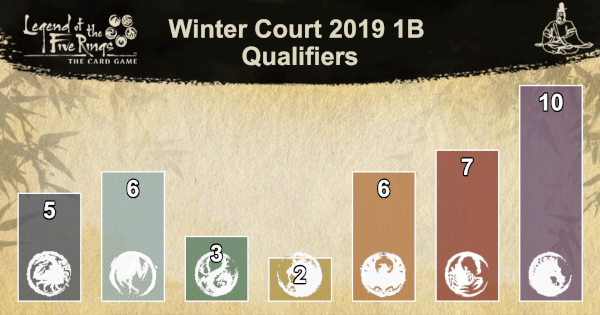 Legend of the
Five Rings
THE CARD GAME
Winter Court 2019 1B
Qualifiers
5
6
3
2
6
7
10